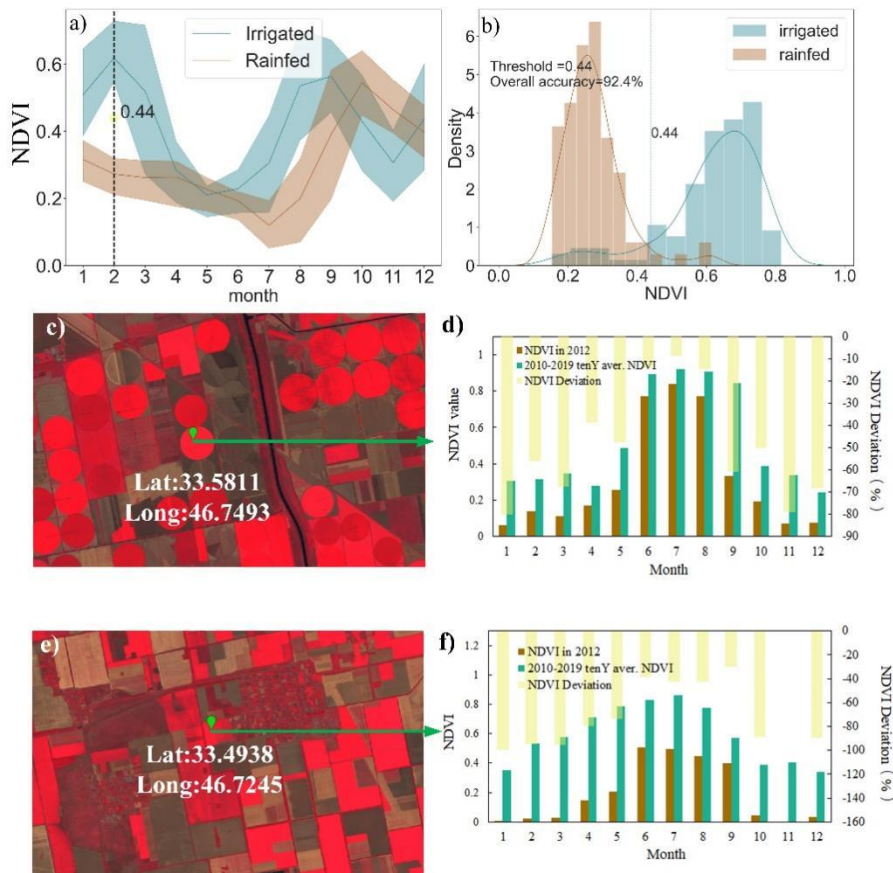 a)
Irrigated
Rainfed
0.44
NDVI
0.6
0.4
0.2
0.0
1 2 3 4 5 6 7 8 9 10 11 12
month
b)
irrigated
rainfed
Threshold =0.44
Overall accuracy=92.4%
0.44
Density
6
5
4
3
2
1
0
0.0 0.2 0.4 0.6 0.8 1.0
NDVI
c)
Lat:33.5811
Long:46.7493
d)
NDVI in 2012
2010-2019 tenY aver. NDVI
NDVI Deviation
NDVI value
1
0.8
0.6
0.4
0.2
0
0
-10
-20
-30
-40
-50
-60
-70
-80
-90
NDVI Deviation (%)
1 2 3 4 5 6 7 8 9 10 11 12
Month
e)
Lat:33.4938
Long:46.7245
f)
NDVI in 2012
2010-2019 tenY aver. NDVI
NDVI Deviation
NDVI
1.2
1
0.8
0.6
0.4
0.2
0
0
-20
-40
-60
-80
-100
-120
-140
-160
NDVI Deviation (%)
1 2 3 4 5 6 7 8 9 10 11 12
Month